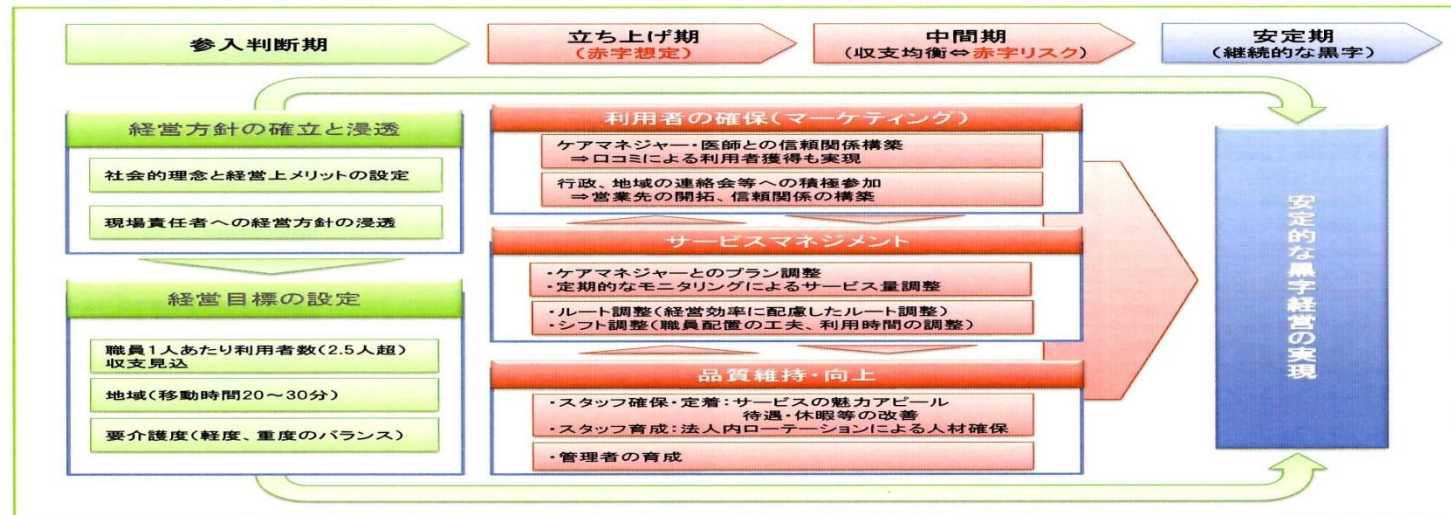 参入判断期
立ち上げ期
(赤字想定)
中間期
(収支均衡⇔赤字リスク)
安定期
(継続的な黒字)
経営方針の確立と浸透
社会的理念と経営上メリットの設定
現場責任者への経営方針の浸透
経営目標の設定
職員1人あたり利用者数(2.5人超)
収支見込
地域(移動時間20～30分)
要介護度(軽度、重度のバランス)
利用者の確保(マーケティング)
ケアマネジャー・医師との信頼関係構築
⇒口コミによる利用者獲得も実現
行政、地域の連絡会等への積極参加
⇒営業先の開拓、信頼関係の構築
サービスマネジメント
・ケアマネジャーとのプラン調整
・定期的なモニタリングによるサービス量調整
・ルート調整(経営効率に配慮したルート調整)
・シフト調整(職員配置の工夫、利用時間の調整)
品質維持・向上
・スタッフ確保・定着：サービスの魅力アピール
待遇・休暇等の改善
・スタッフ育成：法人内ローテーションによる人材確保
・管理者の育成
安定的な黒字経営の実現